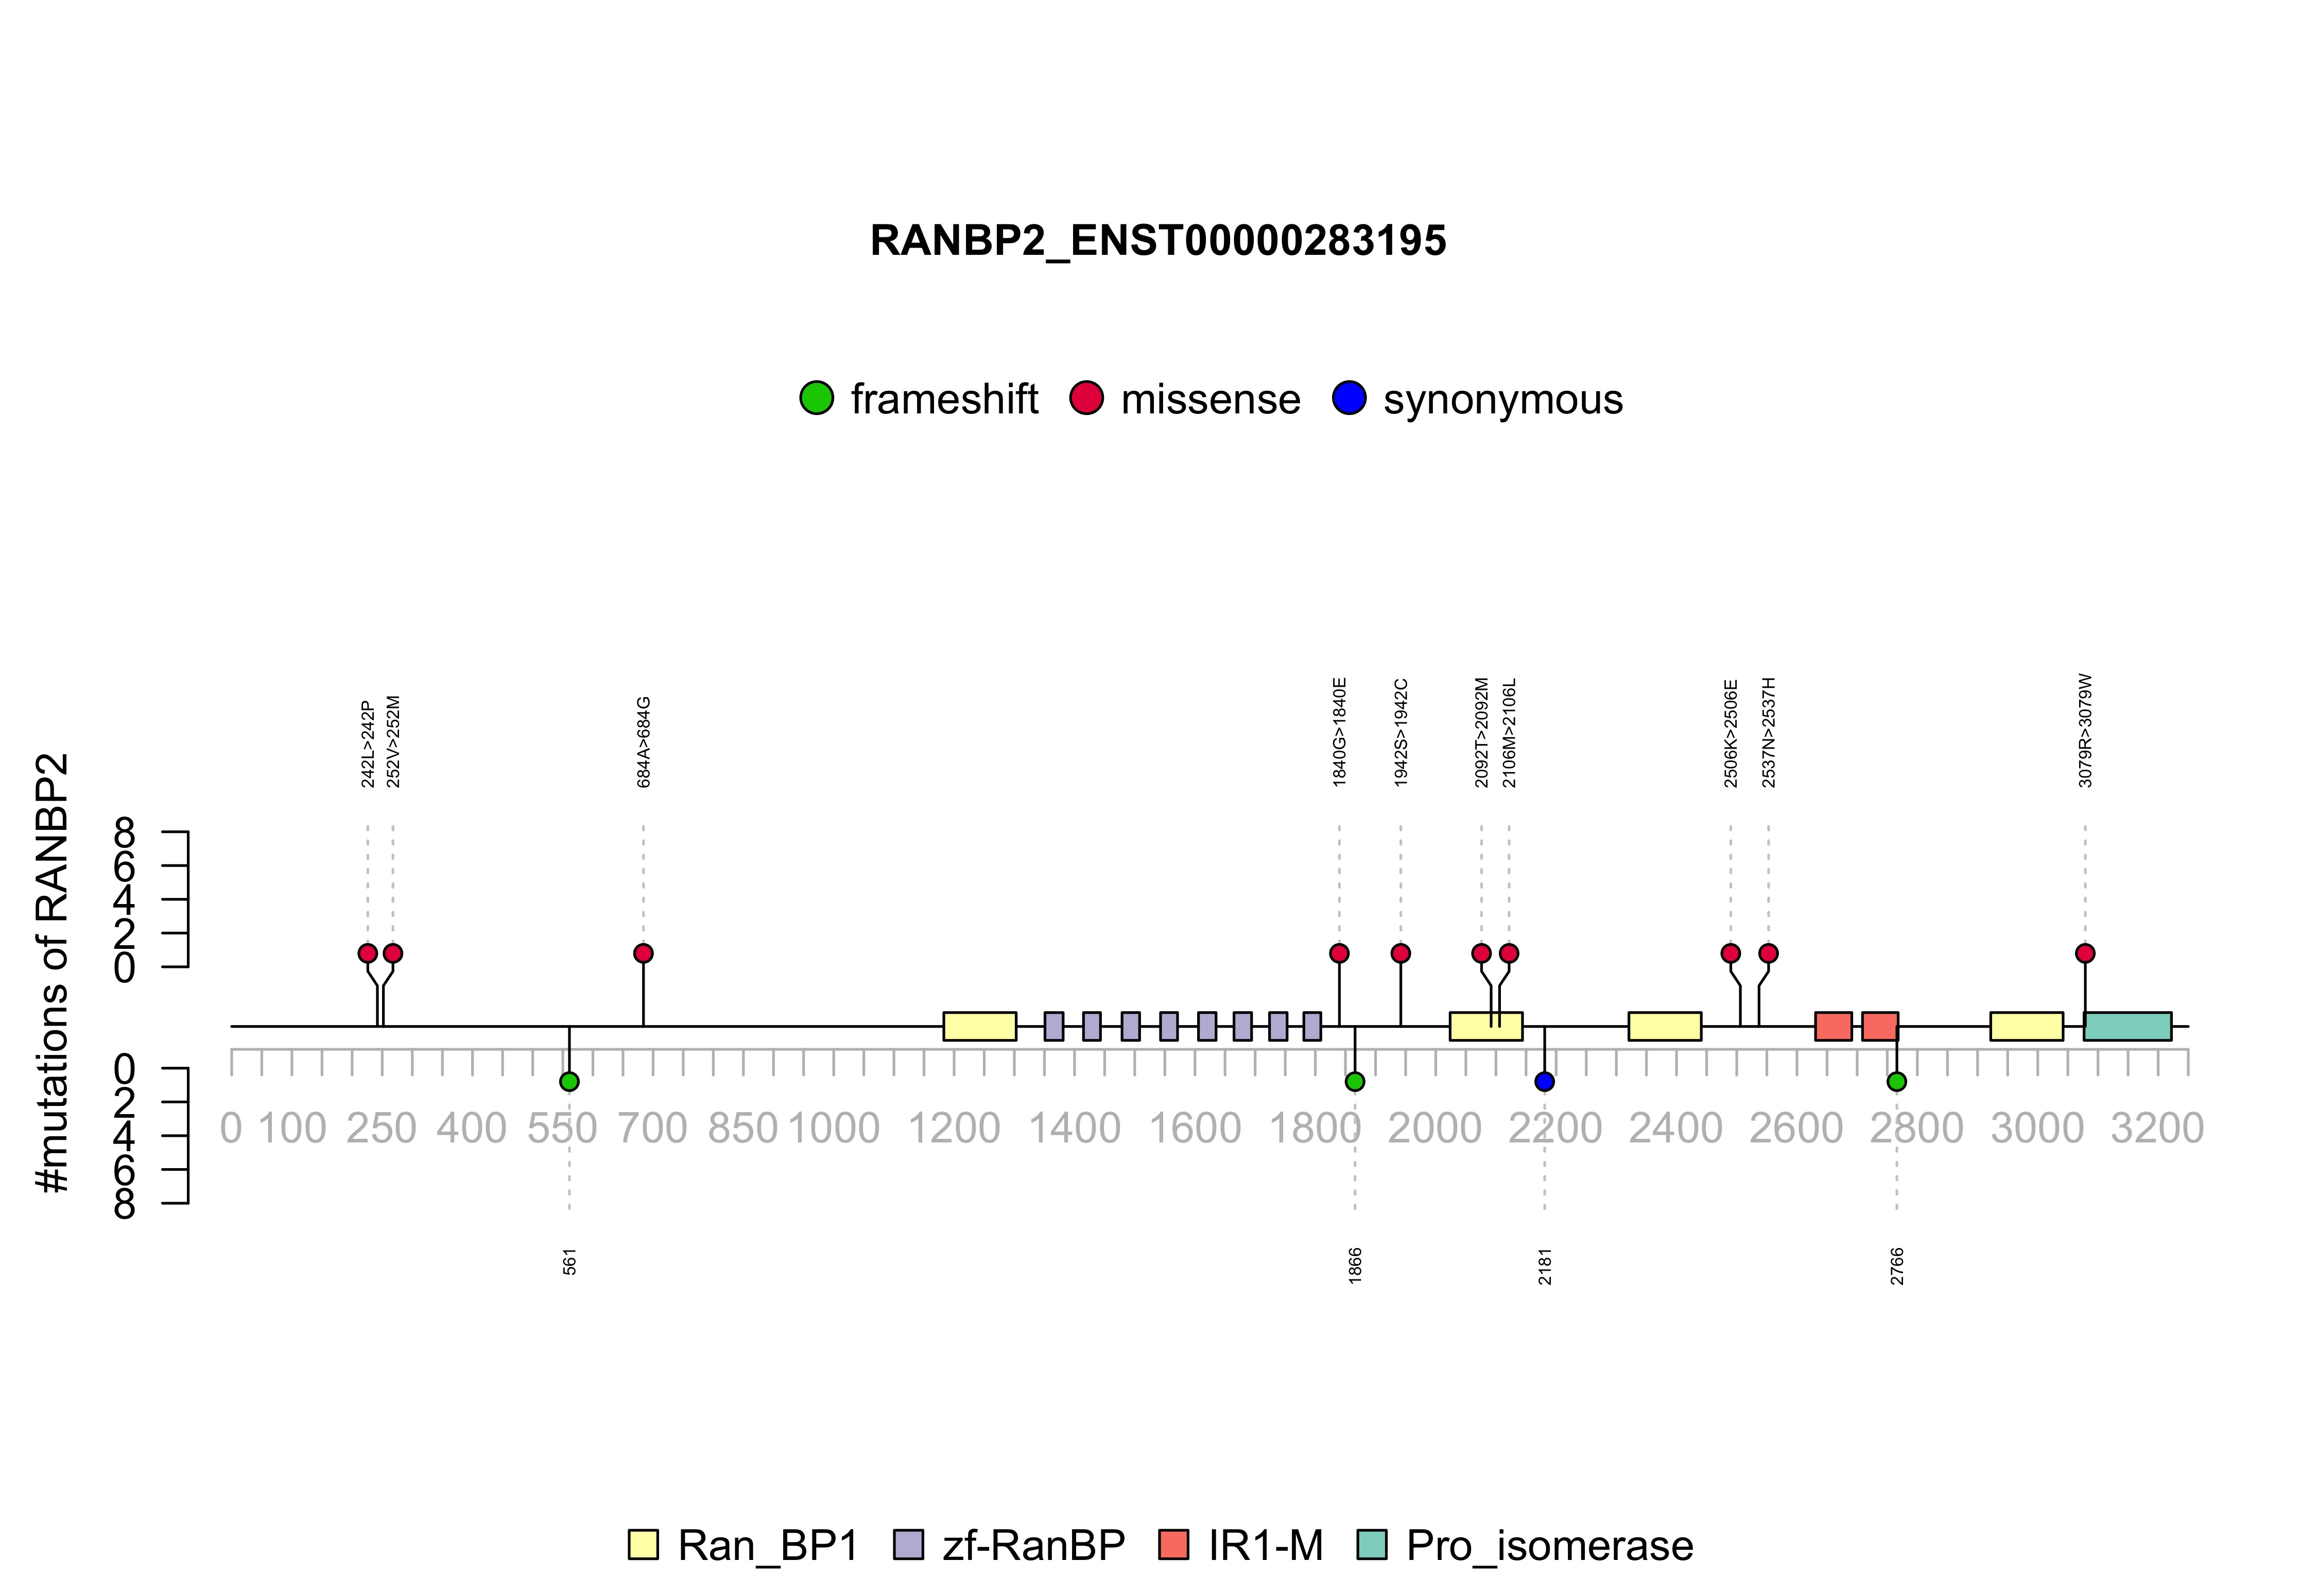 RANBP2_ENST00000283195
frameshift missense synonymous
242L>242P
252V>252M
684A>684G
1840G>1840E
1942S>1942C
2092T>2092M
2106M>2106L
2506K>2506E
2537N>2537H
3079R>3079W
#mutations of RANBP2
8
6
4
2
0
0
2
4
6
8
0 100 250 400 550 700 850 1000 1200 1400 1600 1800 2000 2200 2400 2600 2800 3000 3200
561
1866
2181
2766
Ran_BP1 zf-RanBP IR1-M Pro_isomerase